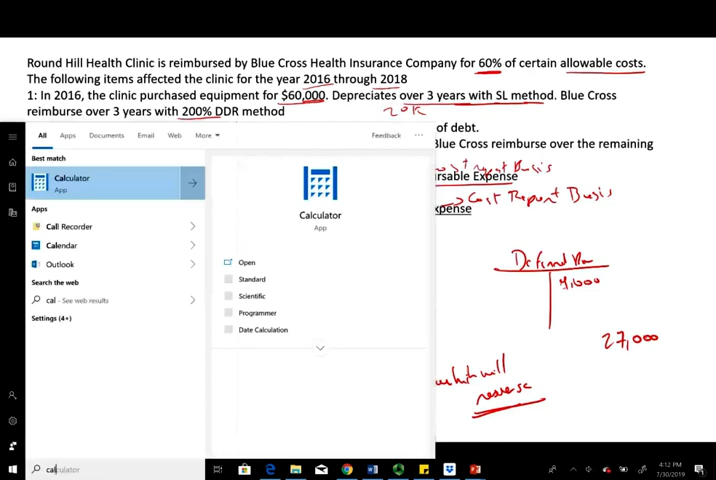 Round Hill Health Clinic is reimbursed by Blue Cross Health Insurance Company for 60% of certain allowable costs.
The following items affected the clinic for the year 2016 through 2018
1: In 2016, the clinic purchased equipment for $60,000. Depreciates over 3 years with SL method. Blue Cross
reimburse over 3 years with 200% DDR method
20K
All Apps Documents Email Web More Feedback ...
of debt.
Blue Cross reimburse over the remaining
Best match
Calculator
App
Report Basis
ursable Expense
Cost Report Basis
xpense
Apps
Calculator
App
Call Recorder
Calendar
Outlook
Open
Standard
Scientific
Programmer
Date Calculation
Search the web
cal - See web results
Settings (4+)
27,000
which will
reverse
calculator
4:12 PM
7/30/2019